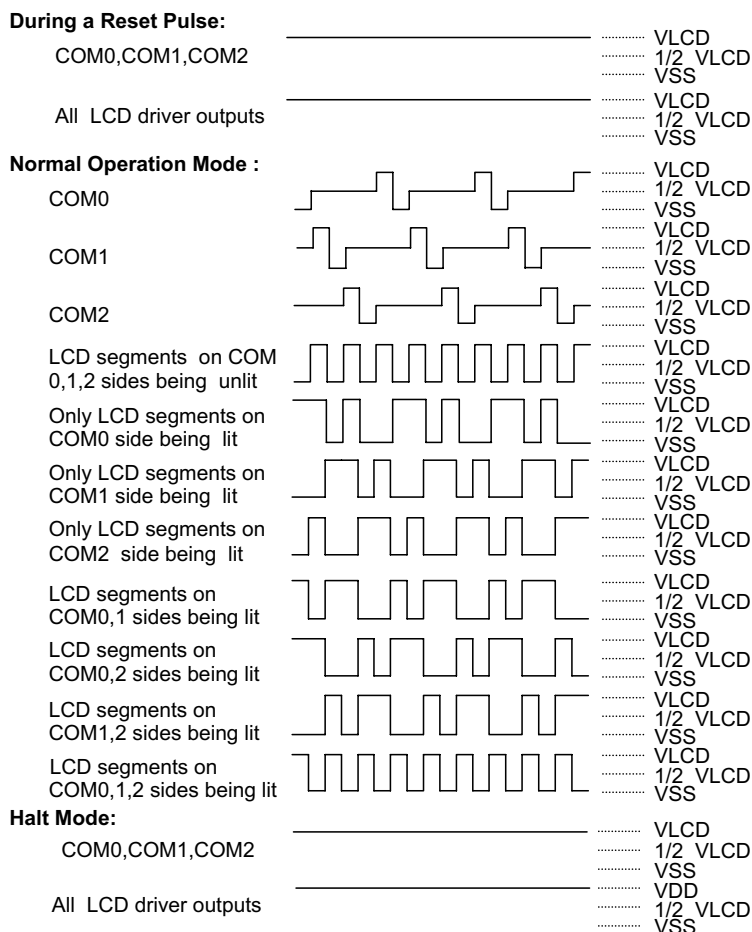 During a Reset Pulse:
COM0,COM1,COM2
VLCD
1/2 VLCD
VSS
All LCD driver outputs
VLCD
1/2 VLCD
VSS
Normal Operation Mode :
COM0
VLCD
1/2 VLCD
VSS
COM1
VLCD
1/2 VLCD
VSS
COM2
VLCD
1/2 VLCD
VSS
LCD segments on COM
0,1,2 sides being unlit
VLCD
1/2 VLCD
VSS
Only LCD segments on
COM0 side being lit
VLCD
1/2 VLCD
VSS
Only LCD segments on
COM1 side being lit
VLCD
1/2 VLCD
VSS
Only LCD segments on
COM2 side being lit
VLCD
1/2 VLCD
VSS
LCD segments on
COM0,1 sides being lit
VLCD
1/2 VLCD
VSS
LCD segments on
COM0,2 sides being lit
VLCD
1/2 VLCD
VSS
LCD segments on
COM1,2 sides being lit
VLCD
1/2 VLCD
VSS
LCD segments on
COM0,1,2 sides being lit
VLCD
1/2 VLCD
VSS
Halt Mode:
COM0,COM1,COM2
VLCD
1/2 VLCD
VSS
All LCD driver outputs
VDD
1/2 VLCD
VSS